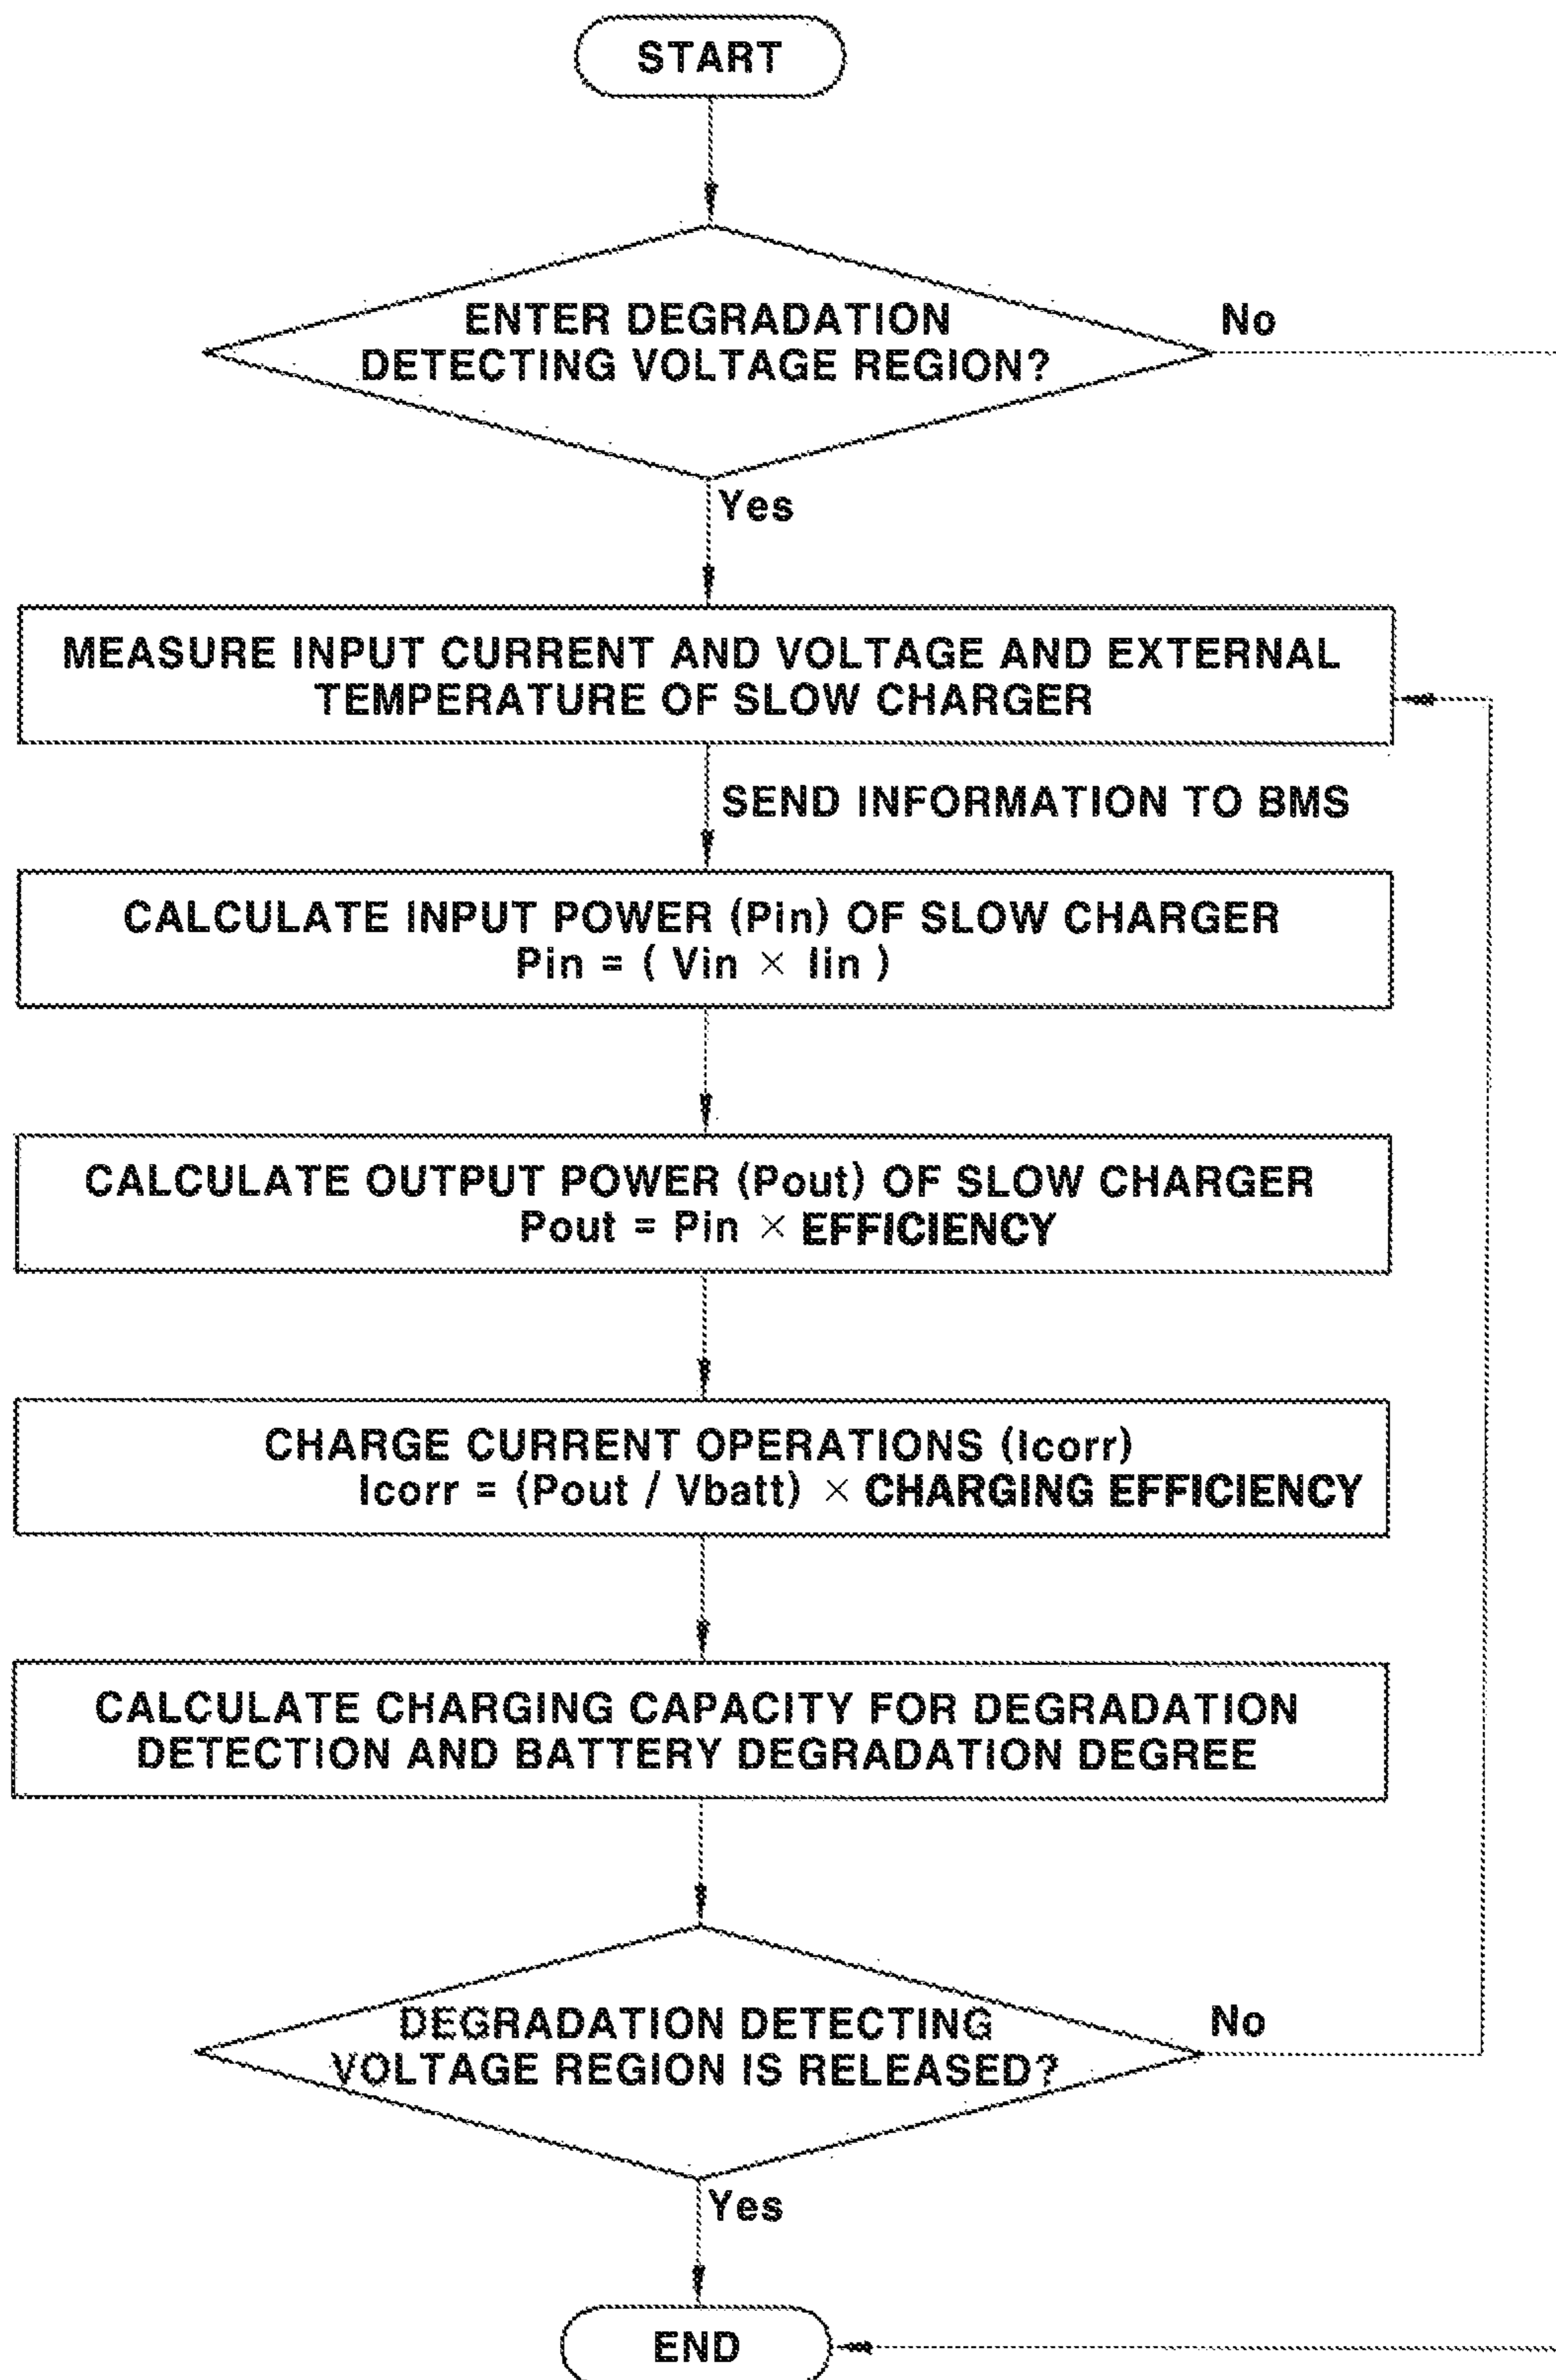 START
ENTER DEGRADATION
DETECTING VOLTAGE REGION?
No
Yes
MEASURE INPUT CURRENT AND VOLTAGE AND EXTERNAL
TEMPERATURE OF SLOW CHARGER
SEND INFORMATION TO BMS
CALCULATE INPUT POWER (Pin) OF SLOW CHARGER
Pin = ( Vin × Iin )
CALCULATE OUTPUT POWER (Pout) OF SLOW CHARGER
Pout = Pin × EFFICIENCY
CHARGE CURRENT OPERATIONS (Icorr)
Icorr = (Pout / Vbatt) × CHARGING EFFICIENCY
CALCULATE CHARGING CAPACITY FOR DEGRADATION
DETECTION AND BATTERY DEGRADATION DEGREE
DEGRADATION DETECTING
VOLTAGE REGION IS RELEASED?
No
Yes
END